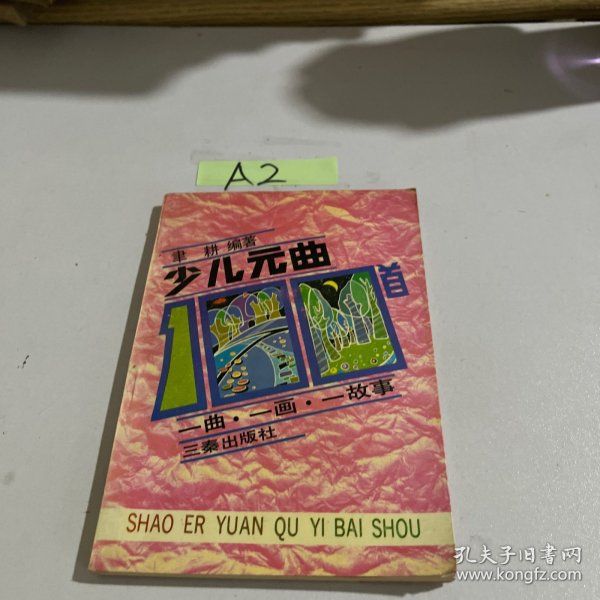 A2
聿 耕 编著
少儿元曲
100首
一曲·一画·一故事
三秦出版社
SHAO ER YUAN QU YI BAI SHOU
孔夫子旧书网
www.kongfz.com